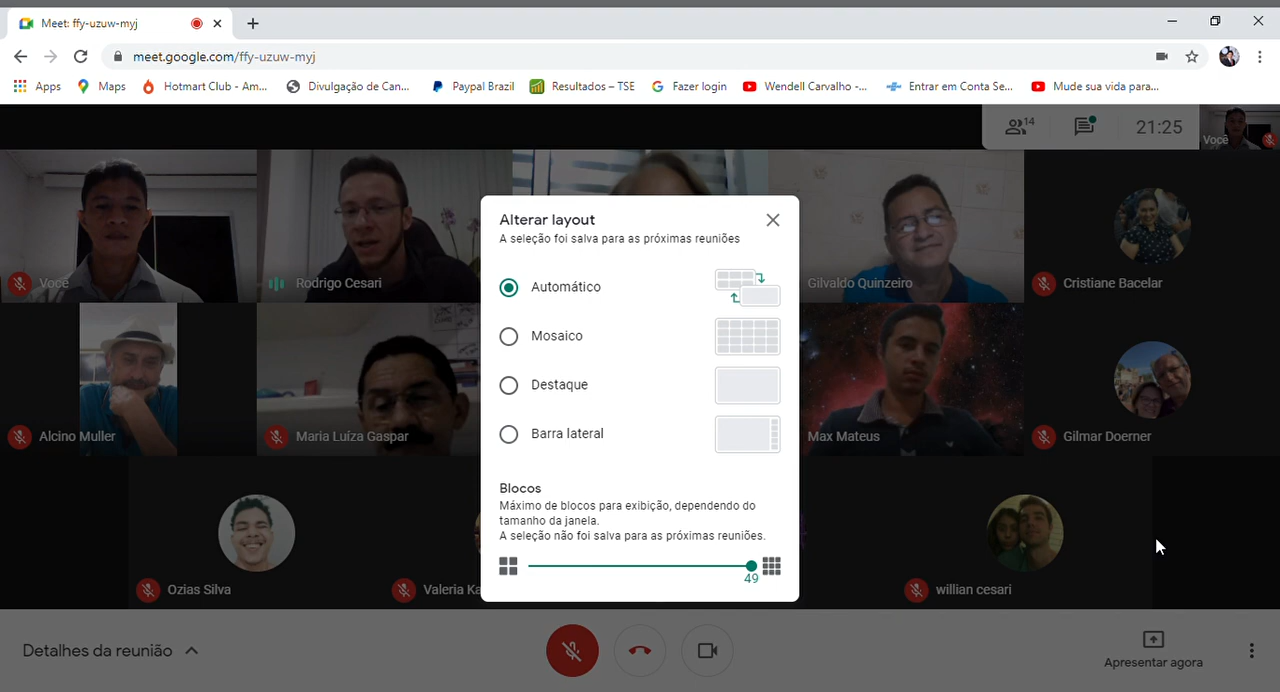 Meet: ffy-uzuw-myj
meet.google.com/ffy-uzuw-myj
Apps
Maps
Hotmart Club - Am...
Divulgação de Can...
Paypal Brazil
Resultados – TSE
Fazer login
Wendell Carvalho -...
Entrar em Conta Se...
Mude sua vida para...
14
21:25
Você
Você
Rodrigo Cesari
Gilvaldo Quinzeiro
Cristiane Bacelar
Alcino Muller
Maria Luíza Gaspar
Max Mateus
Gilmar Doerner
Ozias Silva
Valeria Ka
willian cesari
Alterar layout
A seleção foi salva para as próximas reuniões
Automático
Mosaico
Destaque
Barra lateral
Blocos
Máximo de blocos para exibição, dependendo do
tamanho da janela.
A seleção não foi salva para as próximas reuniões.
49
Detalhes da reunião
Apresentar agora